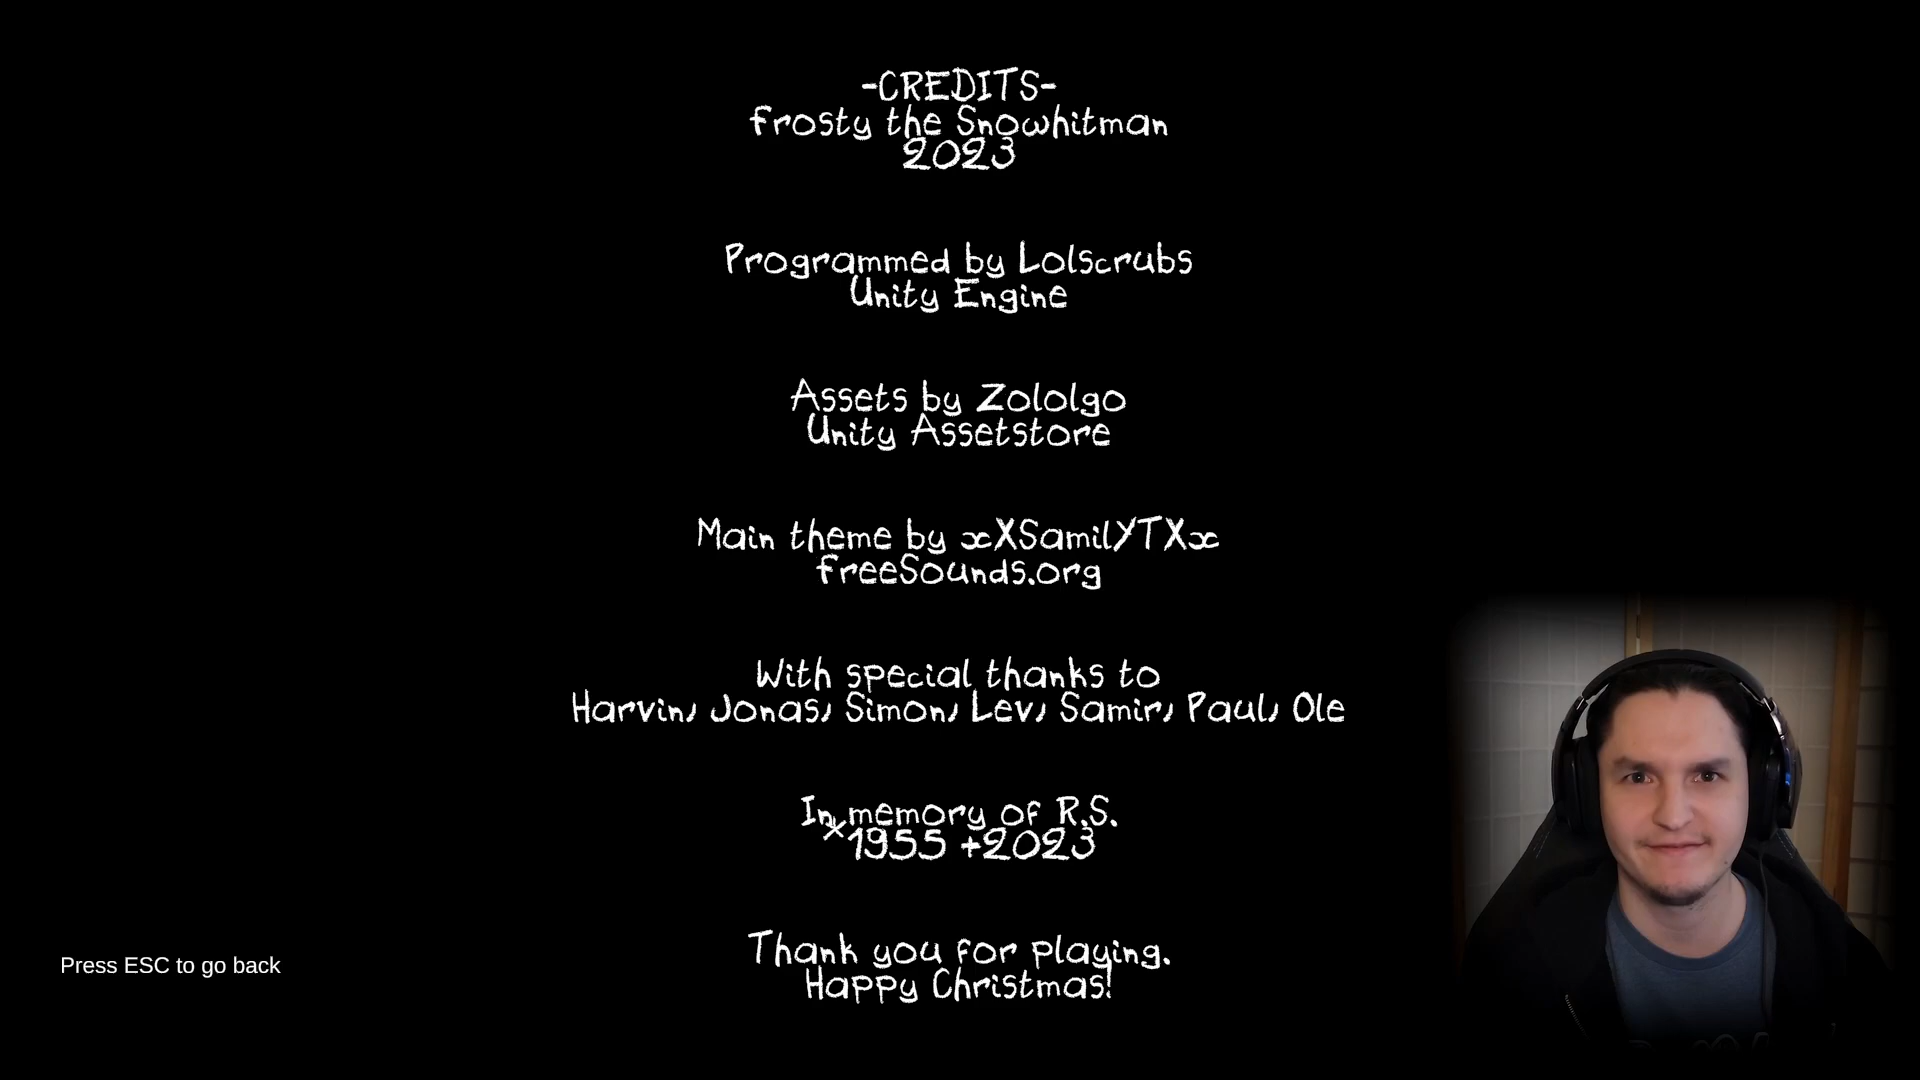 -CREDITS-
Frosty the Snowhitman
2023
Programmed by Lolscrubs
Unity Engine
Assets by Zololgo
Unity Assetstore
Main theme by xXSamilYTXx
freeSounds.org
With special thanks to
Harvin, Jonas, Simon, Lev, Samir, Paul, Ole
In memory of R.S.
*1955 +2023
Thank you for playing.
Happy Christmas!
Press ESC to go back